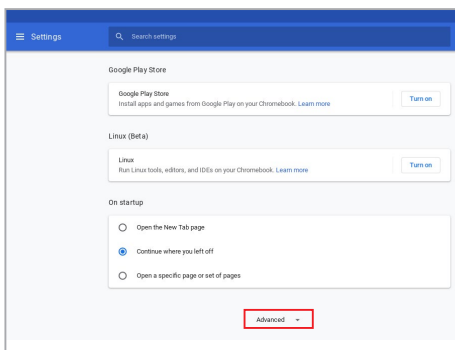 Settings
Search settings
Google Play Store
Google Play Store
Install apps and games from Google Play on your Chromebook. Learn more
Turn on
Linux (Beta)
Linux
Run Linux tools, editors, and IDEs on your Chromebook. Learn more
Turn on
On startup
Open the New Tab page
Continue where you left off
Open a specific page or set of pages
Advanced